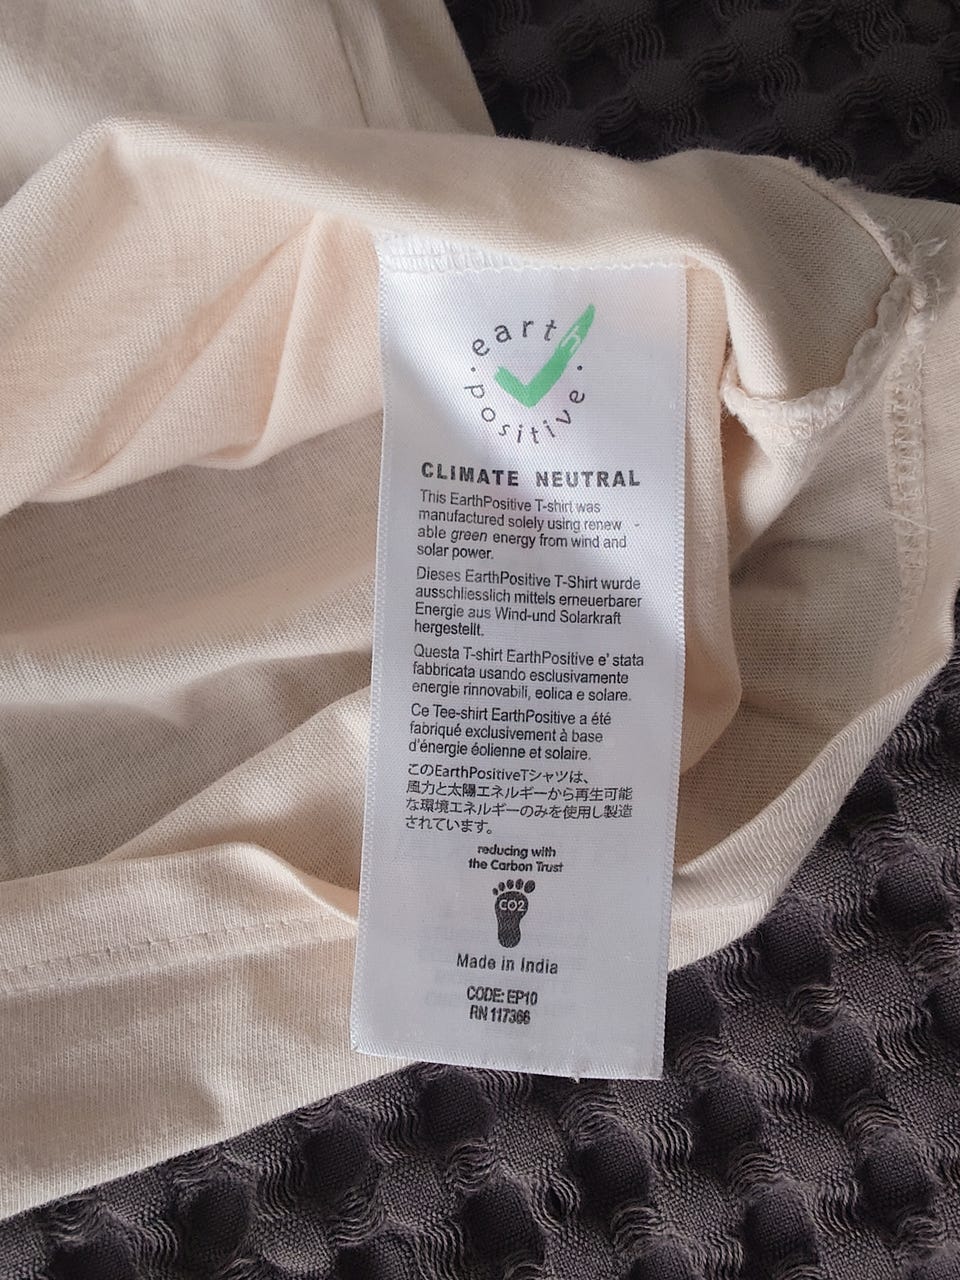 earth
positive
CLIMATE NEUTRAL
This EarthPositive T-shirt was
manufactured solely using renew -
able green energy from wind and
solar power.
Dieses EarthPositive T-Shirt wurde
ausschliesslich mittels erneuerbarer
Energie aus Wind-und Solarkraft
hergestellt.
Questa T-shirt EarthPositive e' stata
fabbricata usando esclusivamente
energie rinnovabili, eolica e solare.
Ce Tee-shirt EarthPositive a été
fabriqué exclusivement à base
d'énergie éolienne et solaire.
このEarthPositiveTシャツは、
風力と太陽エネルギーから再生可能
な環境エネルギーのみを使用し製造
されています。
reducing with
the Carbon Trust
CO2
Made in India
CODE: EP10
RN 117366